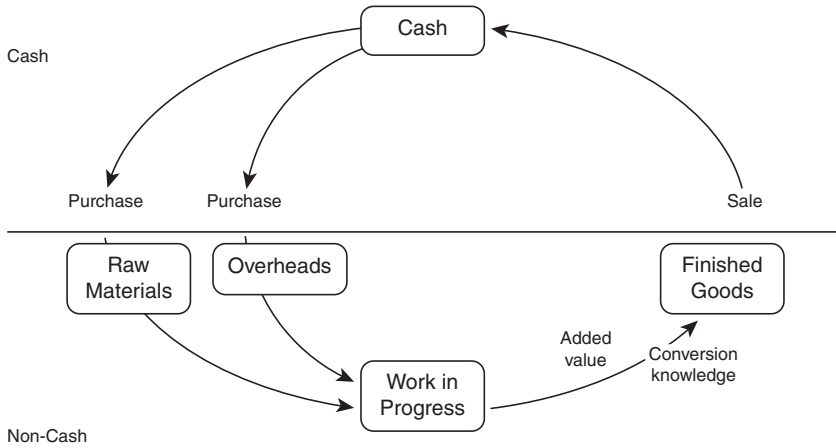 Cash
Cash
Purchase
Purchase
Sale
Raw
Materials
Overheads
Finished
Goods
Added
value
Conversion
knowledge
Work in
Progress
Non-Cash